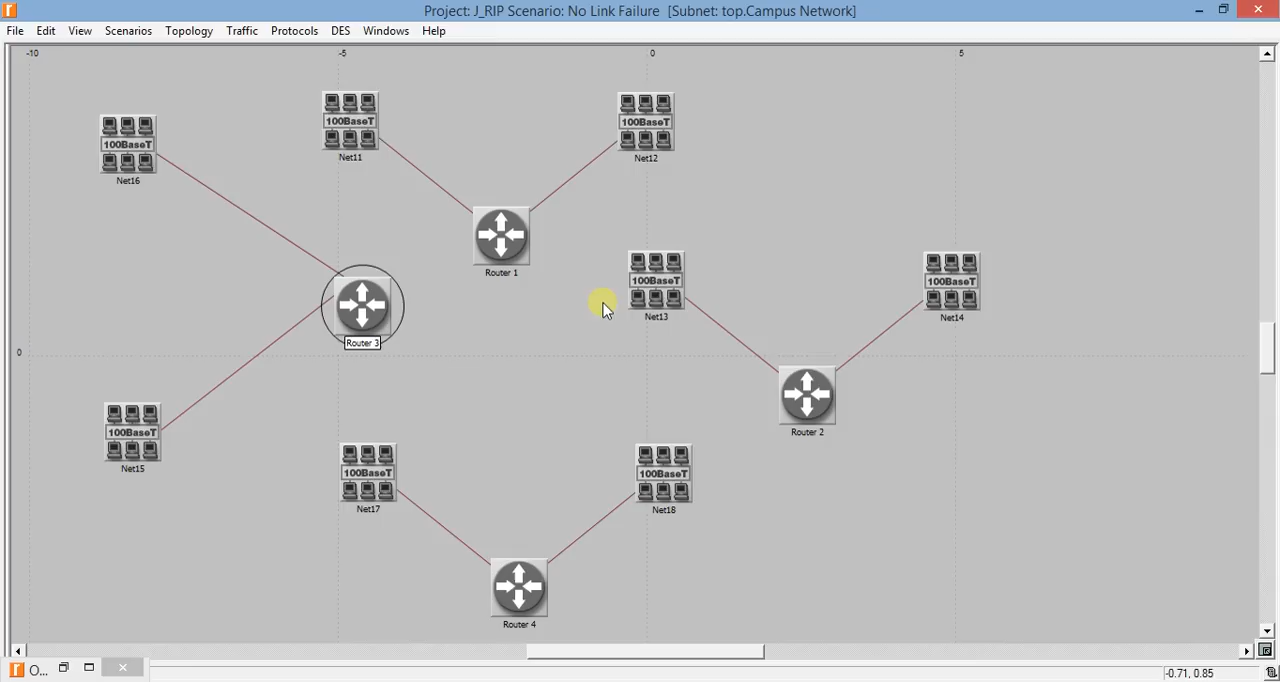 Project: J_RIP Scenario: No Link Failure [Subnet: top.Campus Network]
File Edit View Scenarios Topology Traffic Protocols DES Windows Help
-10 -5 0 5
100BaseT
Net11
100BaseT
Net12
100BaseT
Net16
Router 1
100BaseT
Net13
100BaseT
Net14
Router 3
0
Router 2
100BaseT
Net15
100BaseT
Net17
100BaseT
Net18
Router 4
O...
-0.71, 0.85